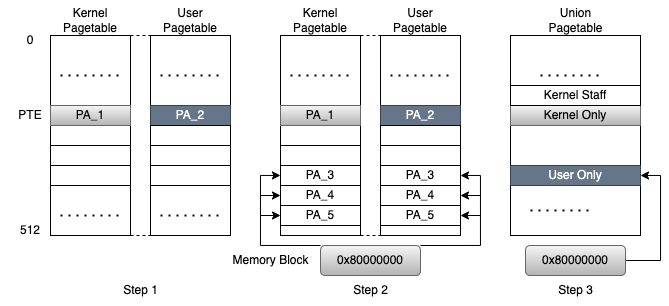 Kernel
Pagetable
User
Pagetable
Kernel
Pagetable
User
Pagetable
Union
Pagetable
0
........
........
........
........
........
Kernel Staff
PTE
PA_1
PA_2
PA_1
PA_2
Kernel Only
PA_3
PA_3
User Only
PA_4
PA_4
........
........
PA_5
PA_5
........
512
Memory Block
0x80000000
0x80000000
Step 1
Step 2
Step 3